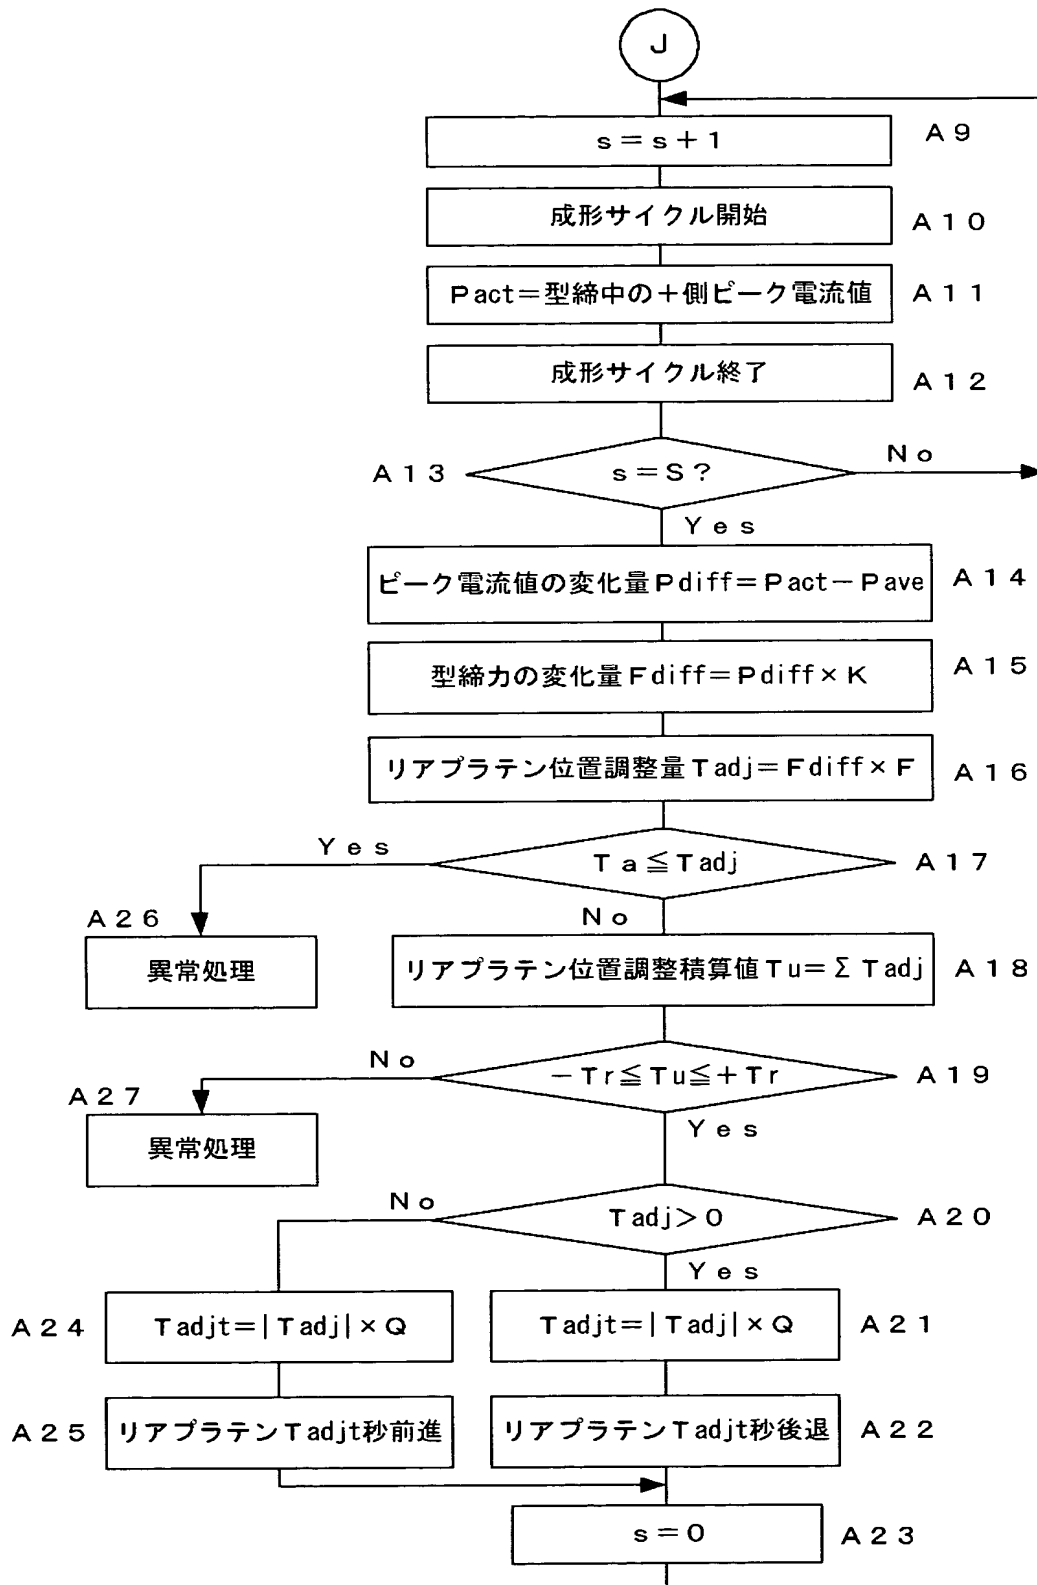 J
s=s+1
A9
成形サイクル開始
A10
Pact=型締中の+側ピーク電流値
A11
成形サイクル終了
A12
A13
s=S?
No
Yes
ピーク電流値の変化量Pdiff=Pact-Pave
A14
型締力の変化量Fdiff=Pdiff×K
A15
リアプラテン位置調整量Tadj=Fdiff×F
A16
Yes
Ta≦Tadj
A17
A26
No
異常処理
リアプラテン位置調整積算値Tu=ΣTadj
A18
No
-Tr≦Tu≦+Tr
A19
A27
Yes
異常処理
No
Tadj>0
A20
Yes
A24
Tadjt=|Tadj|×Q
Tadjt=|Tadj|×Q
A21
A25
リアプラテンTadjt秒前進
リアプラテンTadjt秒後退
A22
s=0
A23